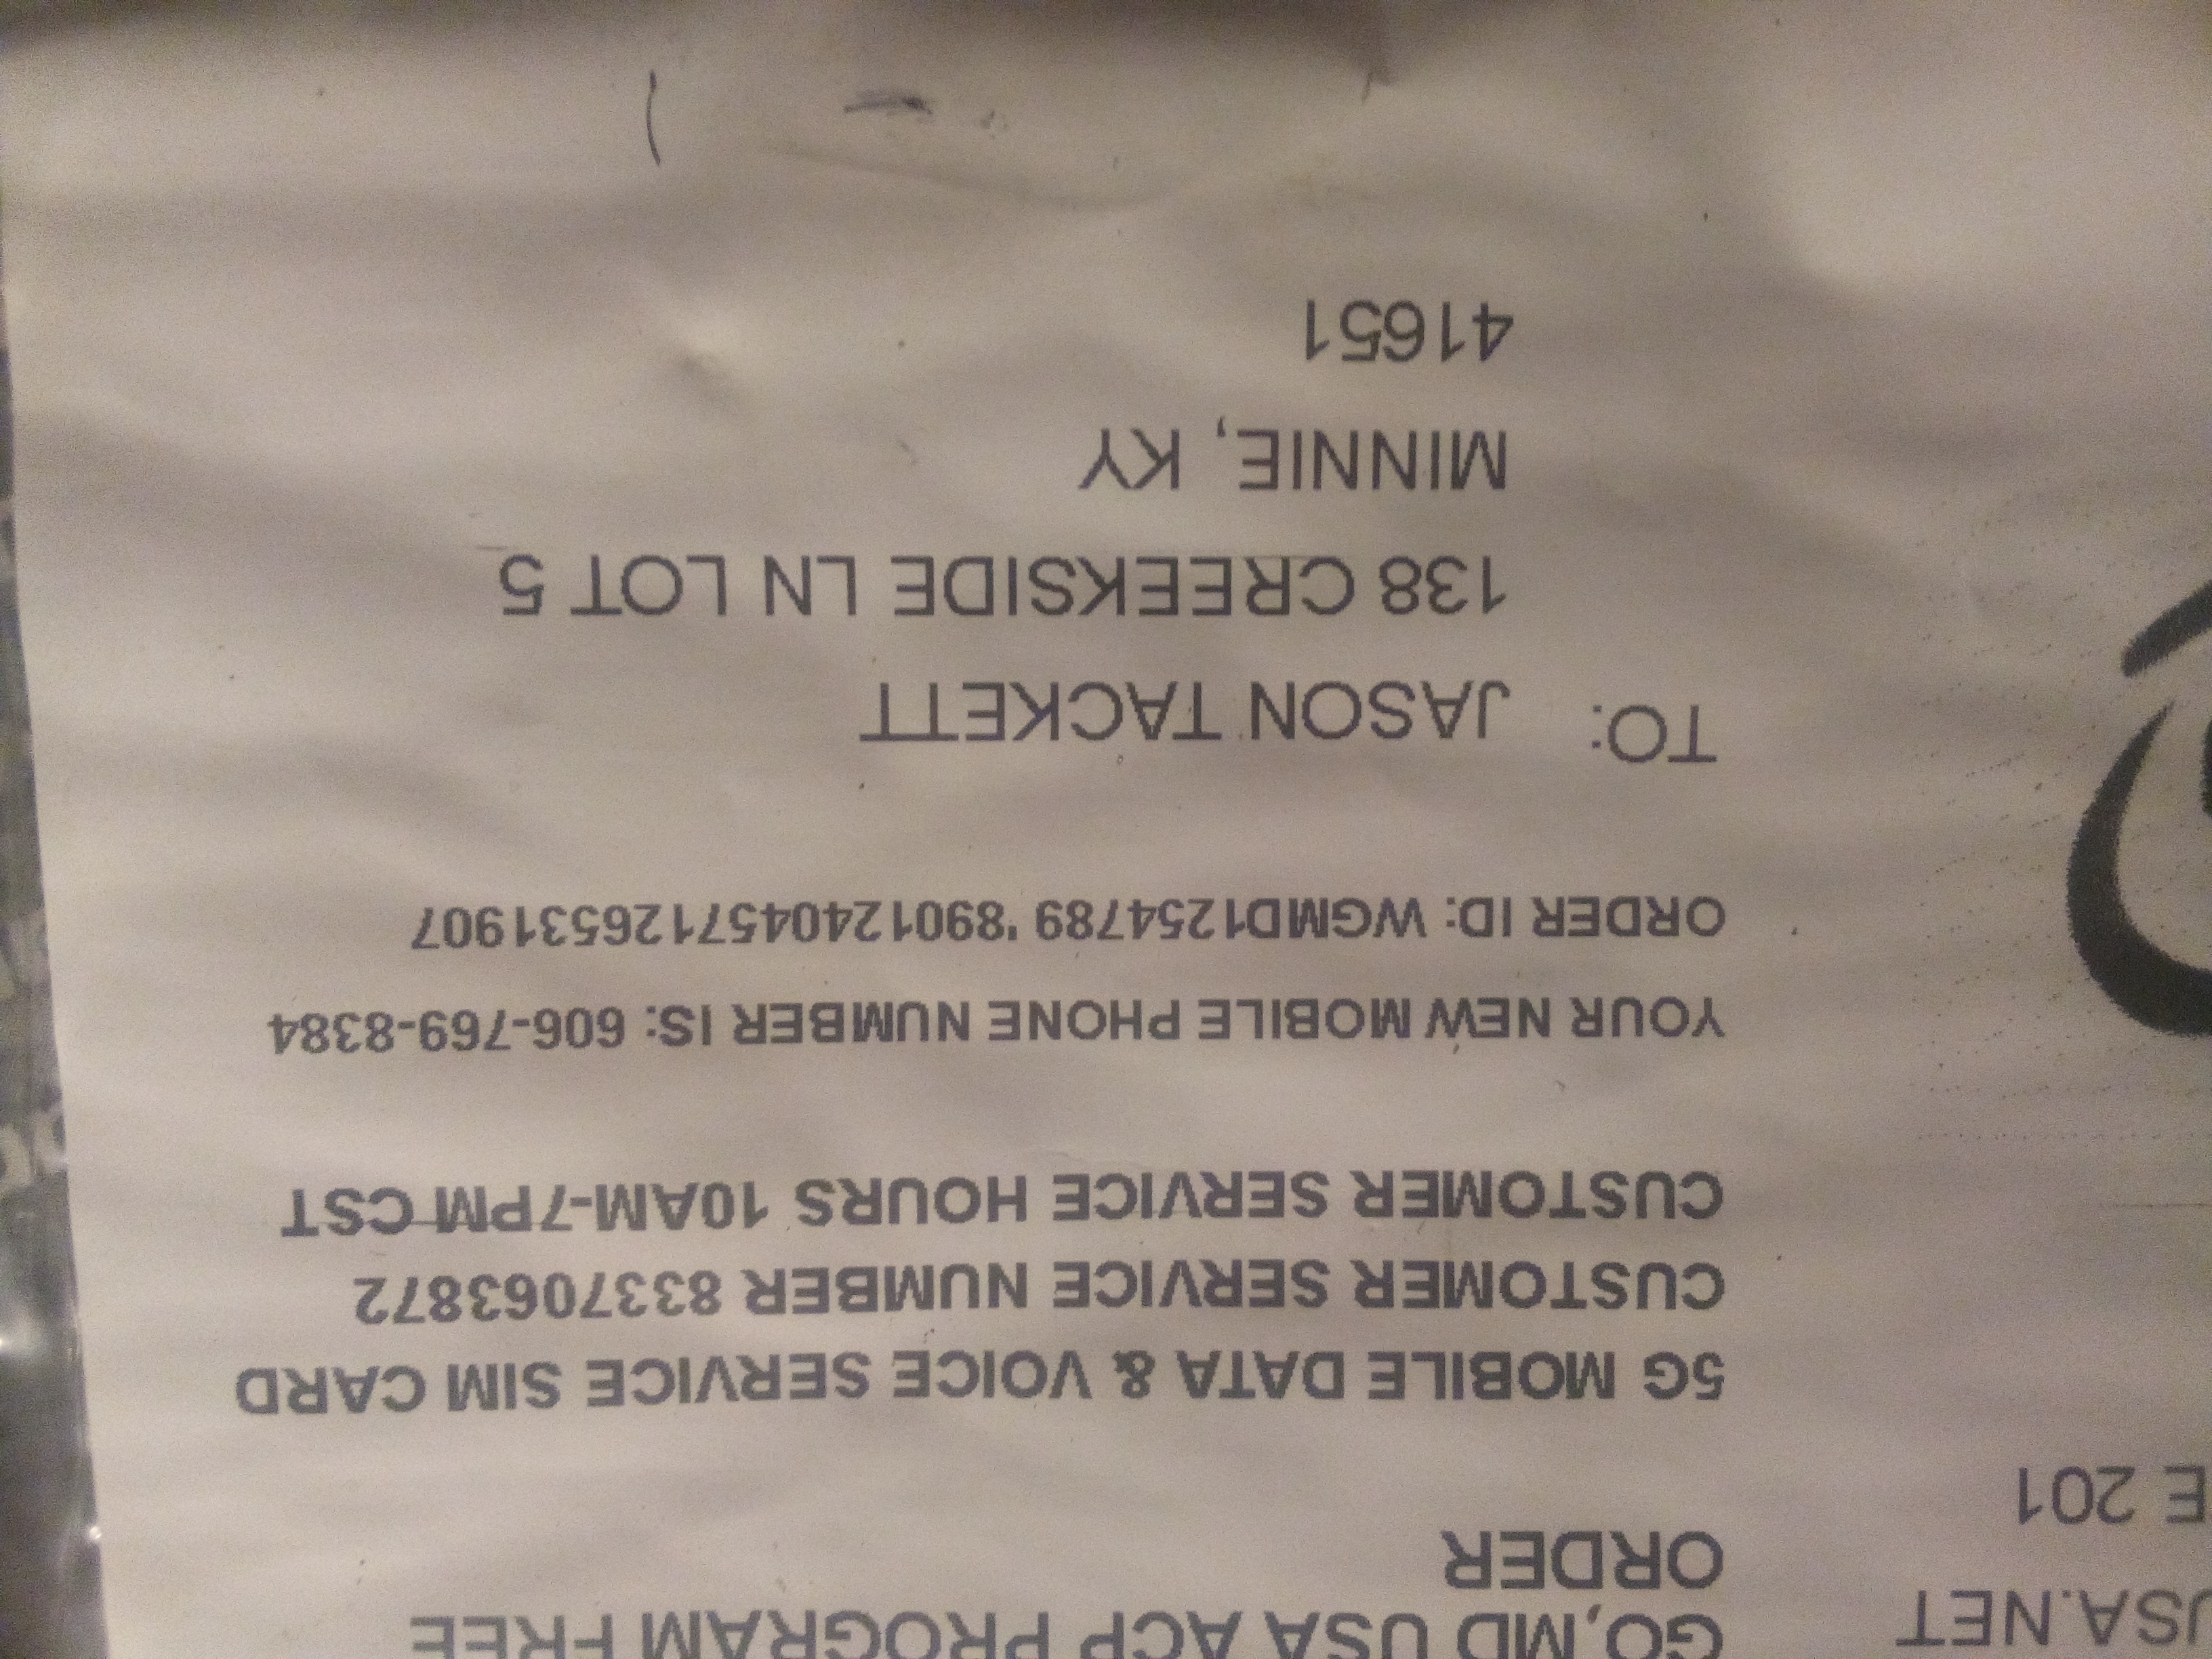 GO,MD USA ACP PROGRAM FREE
ORDER
5G MOBILE DATA & VOICE SERVICE SIM CARD
CUSTOMER SERVICE NUMBER 8337063872
CUSTOMER SERVICE HOURS 10AM-7PM CST
YOUR NEW MOBILE PHONE NUMBER IS: 606-769-8384
ORDER ID: WGMD1254789 '8901240457126531907
TO: JASON TACKETT
138 CREEKSIDE LN LOT 5
MINNIE, KY
41651
USA.NET
E 201